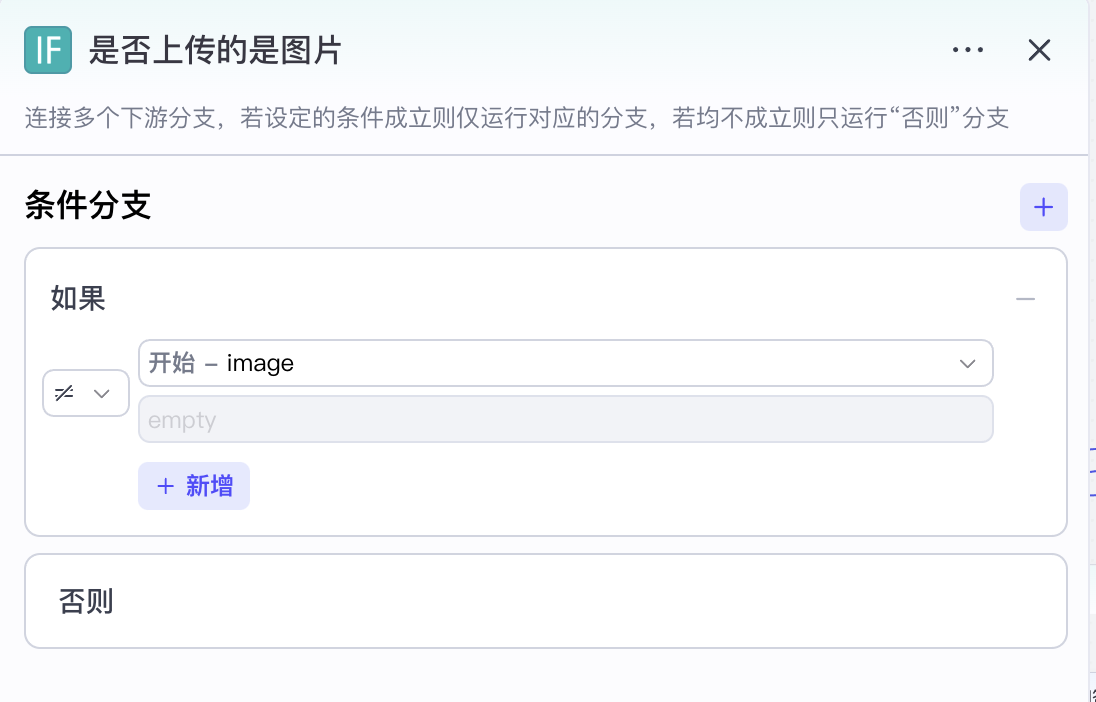 IF 是否上传的是图片
连接多个下游分支，若设定的条件成立则仅运行对应的分支，若均不成立则只运行“否则”分支
条件分支
如果
开始 – image
empty
+ 新增
否则